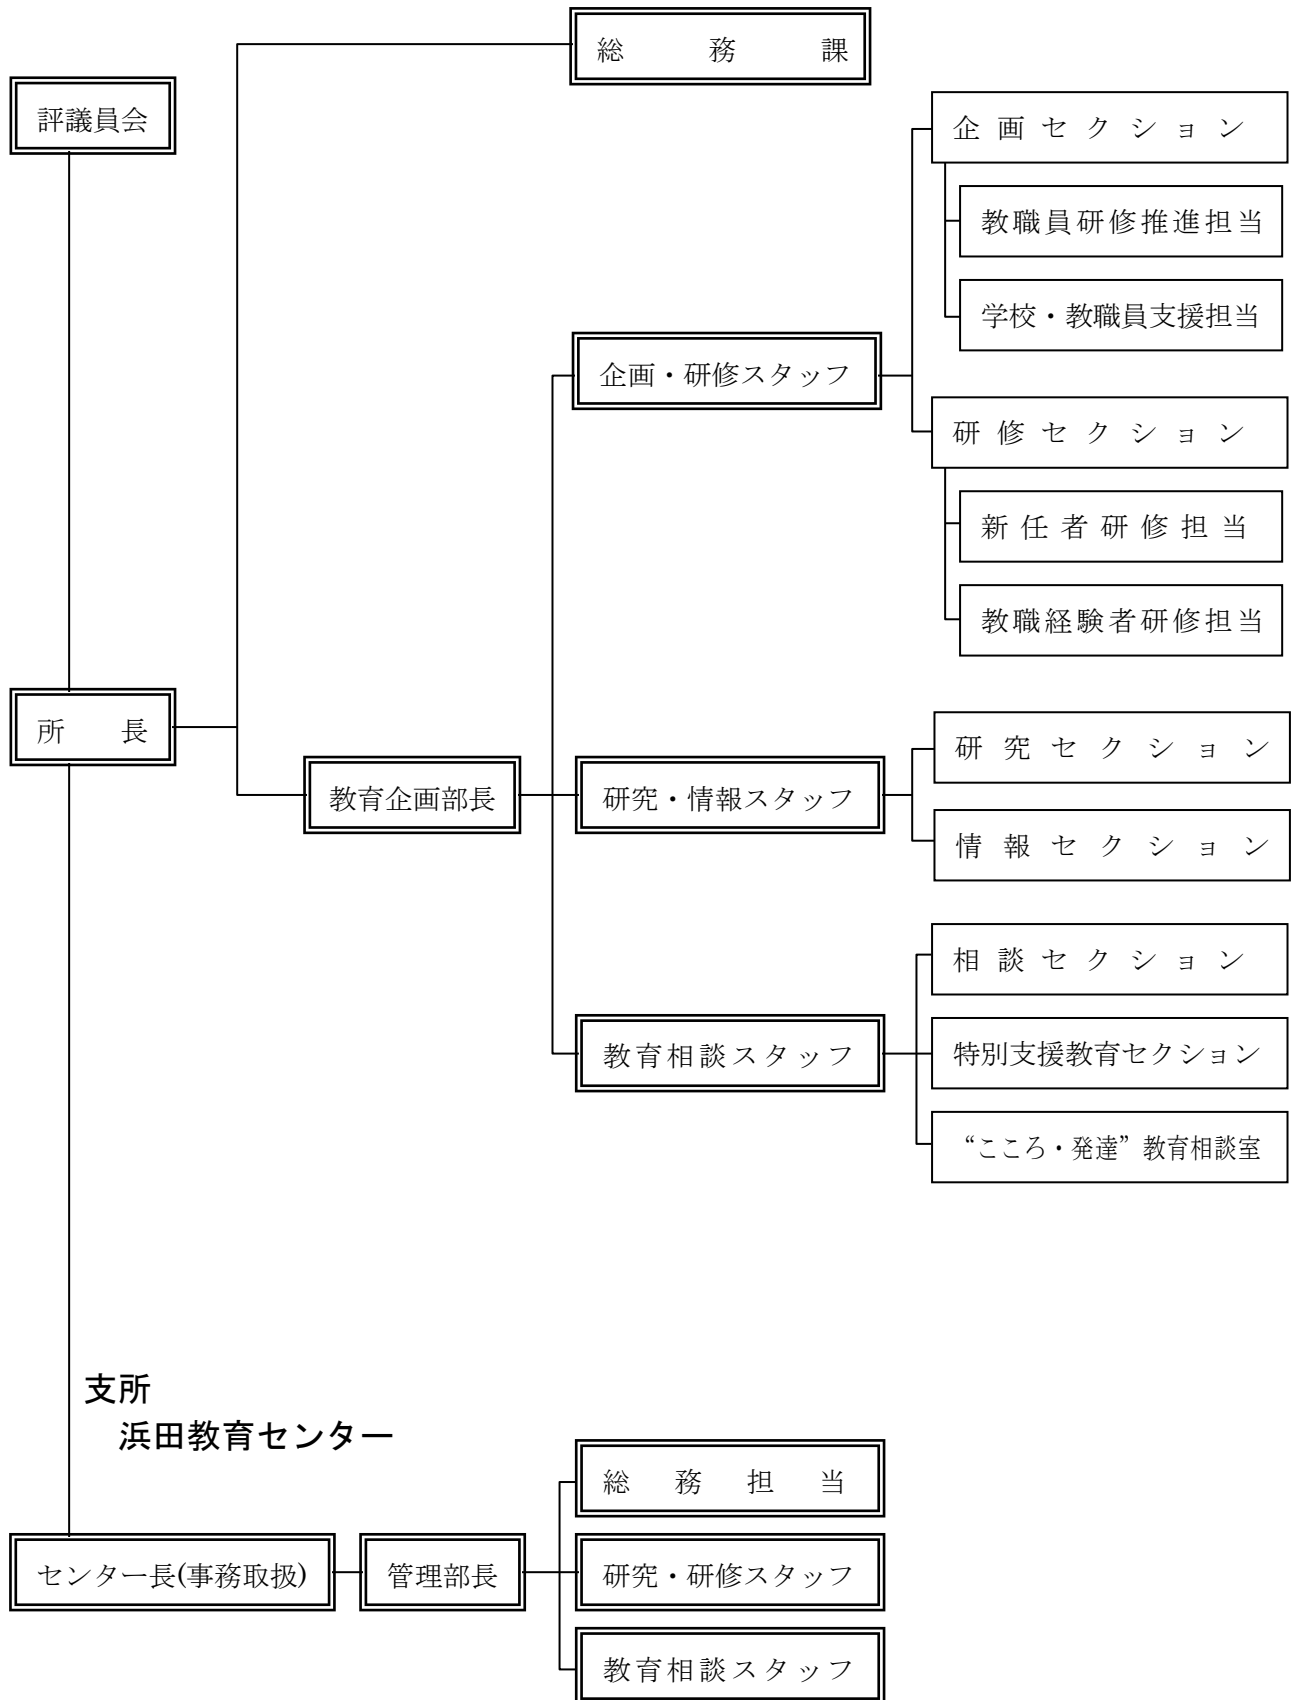 総務課
評議員会
企画セクション
教職員研修推進担当
学校・教職員支援担当
企画・研修スタッフ
研修セクション
新任者研修担当
教職経験者研修担当
所長
研究セクション
教育企画部長
研究・情報スタッフ
情報セクション
相談セクション
教育相談スタッフ
特別支援教育セクション
“こころ・発達”教育相談室
支所
浜田教育センター
総務担当
センター長(事務取扱)
管理部長
研究・研修スタッフ
教育相談スタッフ